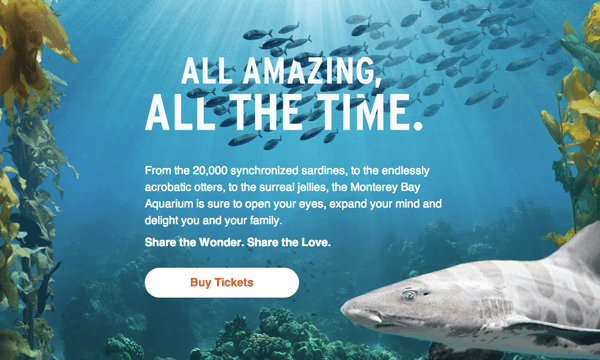 ALL AMAZING,
ALL THE TIME.
From the 20,000 synchronized sardines, to the endlessly
acrobatic otters, to the surreal jellies, the Monterey Bay
Aquarium is sure to open your eyes, expand your mind and
delight you and your family.
Share the Wonder. Share the Love.
Buy Tickets